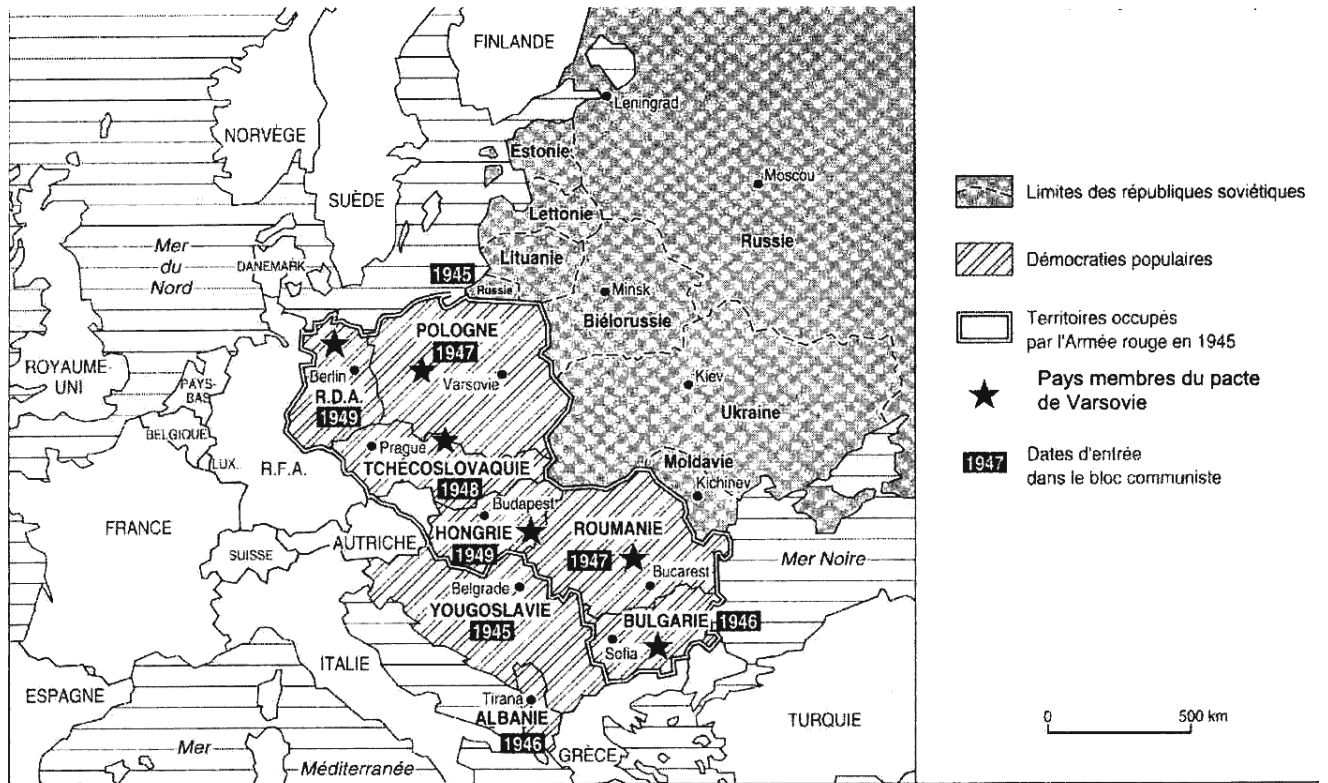 FINLANDE
Leningrad
NORVÈGE
Estonie
Moscou
SUÈDE
Lettonie
Russie
Mer
du
Nord
DANEMARK
Lituanie
1945
Russie
Minsk
Biélorussie
POLOGNE
1947
ROYAUME-
UNI
PAYS-
BAS
Berlin
Varsovie
Kiev
R.D.A.
1949
Ukraine
BELGIQUE
Prague
LUX.
R.F.A.
TCHÉCOSLOVAQUIE
1948
Moldavie
Kichinev
Budapest
FRANCE
AUTRICHE
HONGRIE
1949
ROUMANIE
1947
SUISSE
Mer Noire
Belgrade
Bucarest
YOUGOSLAVIE
1945
BULGARIE
1946
Sofia
ITALIE
ESPAGNE
Tirana
ALBANIE
1946
TURQUIE
GRÈCE
Mer
Méditerranée
Limites des républiques soviétiques
Démocraties populaires
Territoires occupés
par l'Armée rouge en 1945
Pays membres du pacte
de Varsovie
1947
Dates d'entrée
dans le bloc communiste
0 500 km